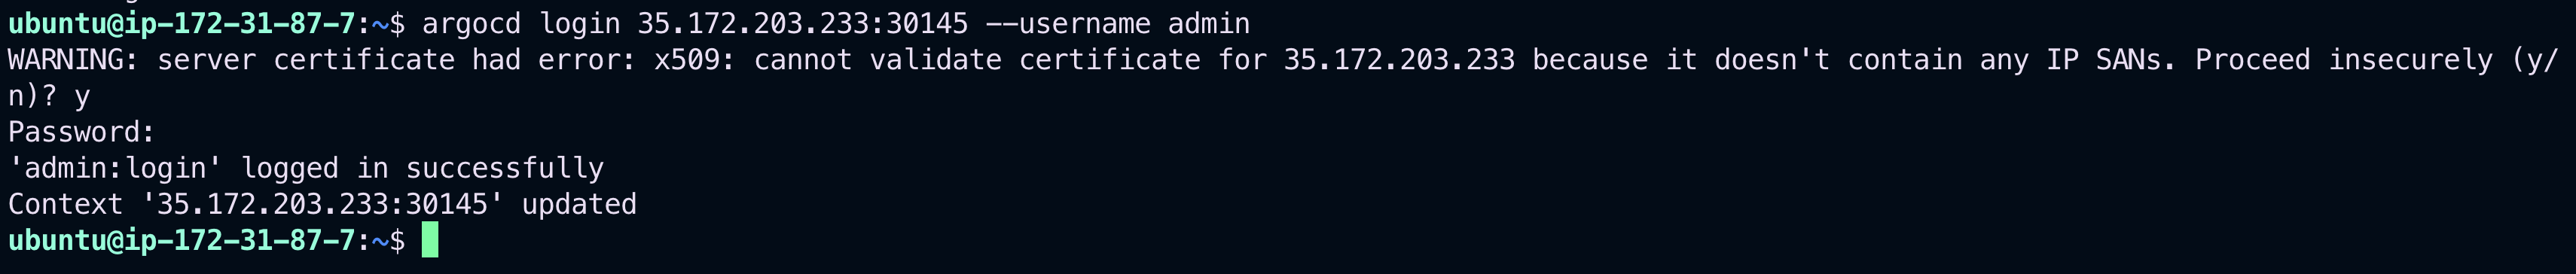 ubuntu@ip-172-31-87-7:~$ argocd login 35.172.203.233:30145 --username admin
WARNING: server certificate had error: x509: cannot validate certificate for 35.172.203.233 because it doesn't contain any IP SANs. Proceed insecurely (y/
n)? y
Password:
'admin:login' logged in successfully
Context '35.172.203.233:30145' updated
ubuntu@ip-172-31-87-7:~$